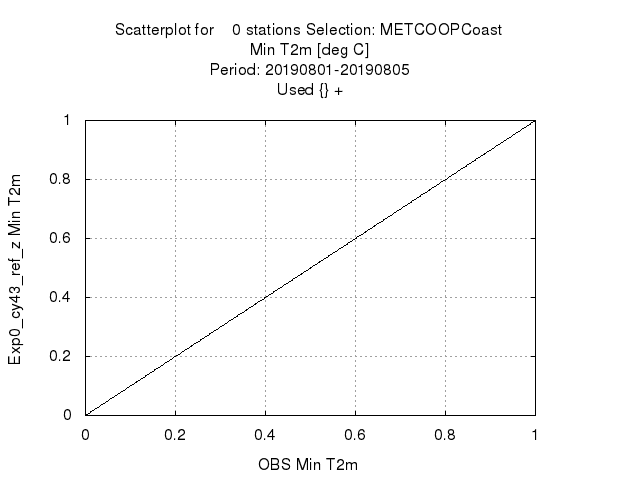 Scatterplot for    0 stations Selection: METCOOPCoast
Min T2m [deg C]
Period: 20190801-20190805
Used {} +
1
0.8
0.6
0.4
0.2
0
Exp0_cy43_ref_z Min T2m
0 0.2 0.4 0.6 0.8 1
OBS Min T2m